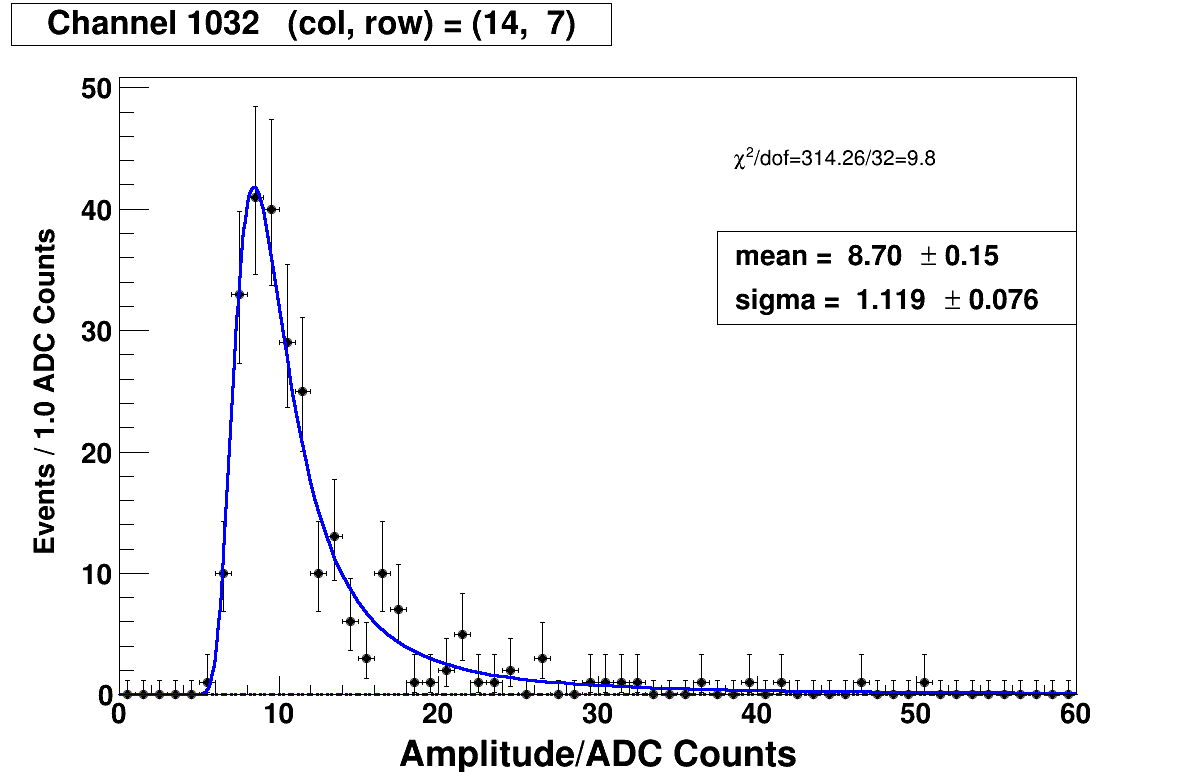 Channel 1032 (col, row) = (14, 7)
50
40
30
20
10
0
Events / 1.0 ADC Counts
χ²/dof=314.26/32=9.8
mean = 8.70 ± 0.15
sigma = 1.119 ± 0.076
0 10 20 30 40 50 60
Amplitude/ADC Counts